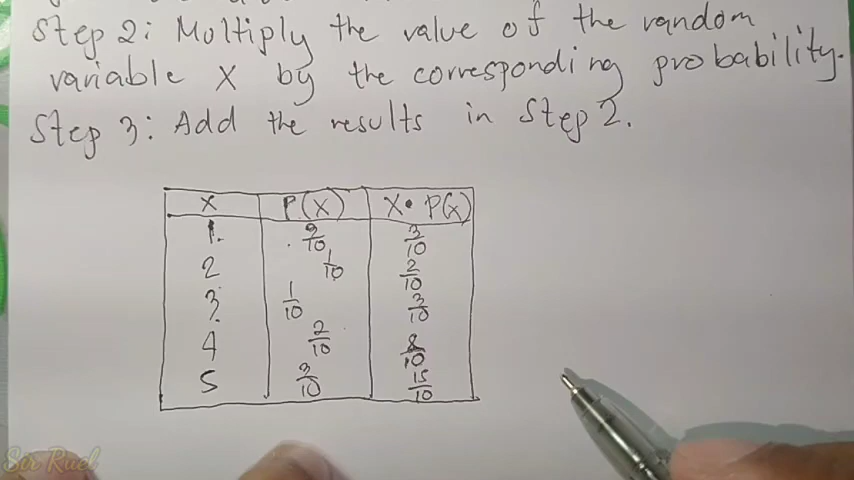 Step 2: Multiply the value of the random
variable X by the corresponding probability.
Step 3: Add the results in Step 2.
X P(X) X • P(X)
1. 3/10 3/10
2 1/10 2/10
3 1/10 3/10
4 2/10 8/10
5 3/10 15/10
Sir Ruel